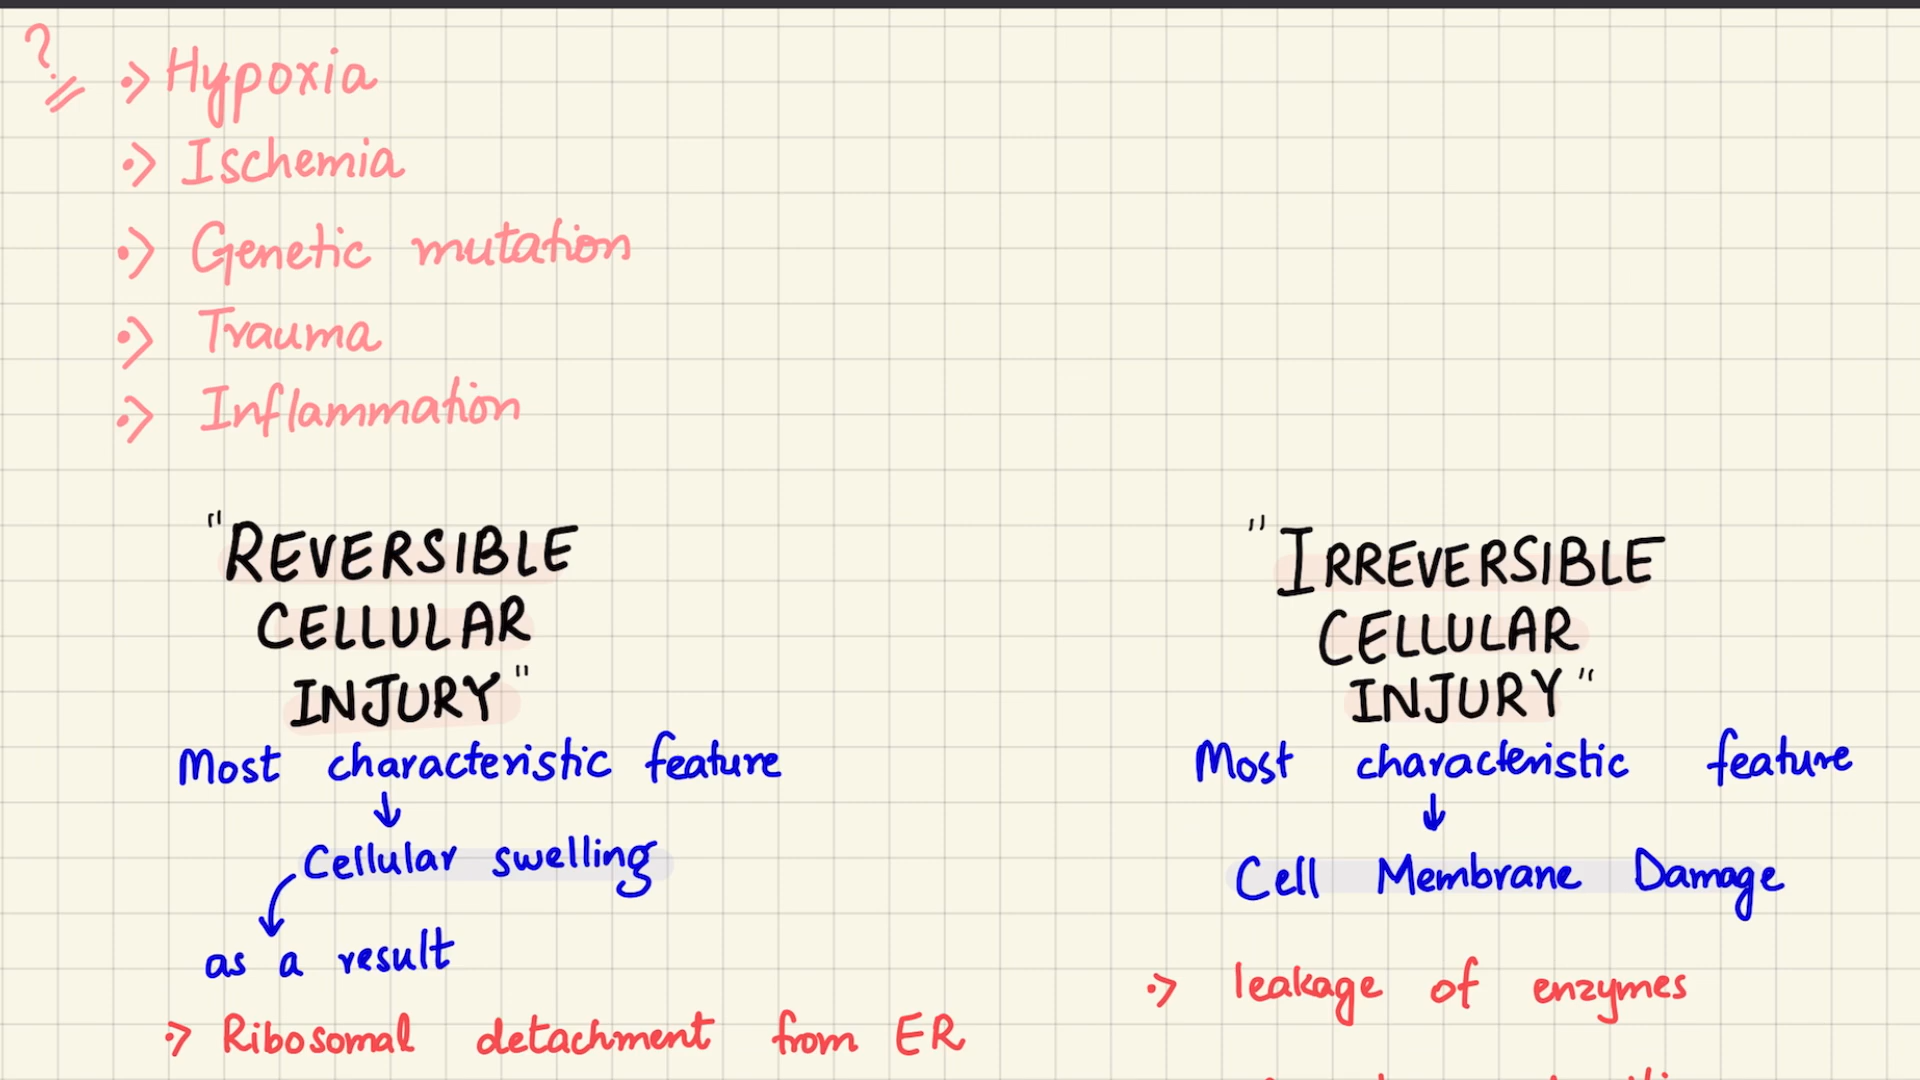 ?
·> Hypoxia
·> Ischemia
·> Genetic mutation
·> Trauma
·> Inflammation
"REVERSIBLE
CELLULAR
INJURY"
Most characteristic feature
↓
Cellular swelling
as a result
·> Ribosomal detachment from ER
"IRREVERSIBLE
CELLULAR
INJURY"
Most characteristic feature
↓
Cell Membrane Damage
·> leakage of enzymes